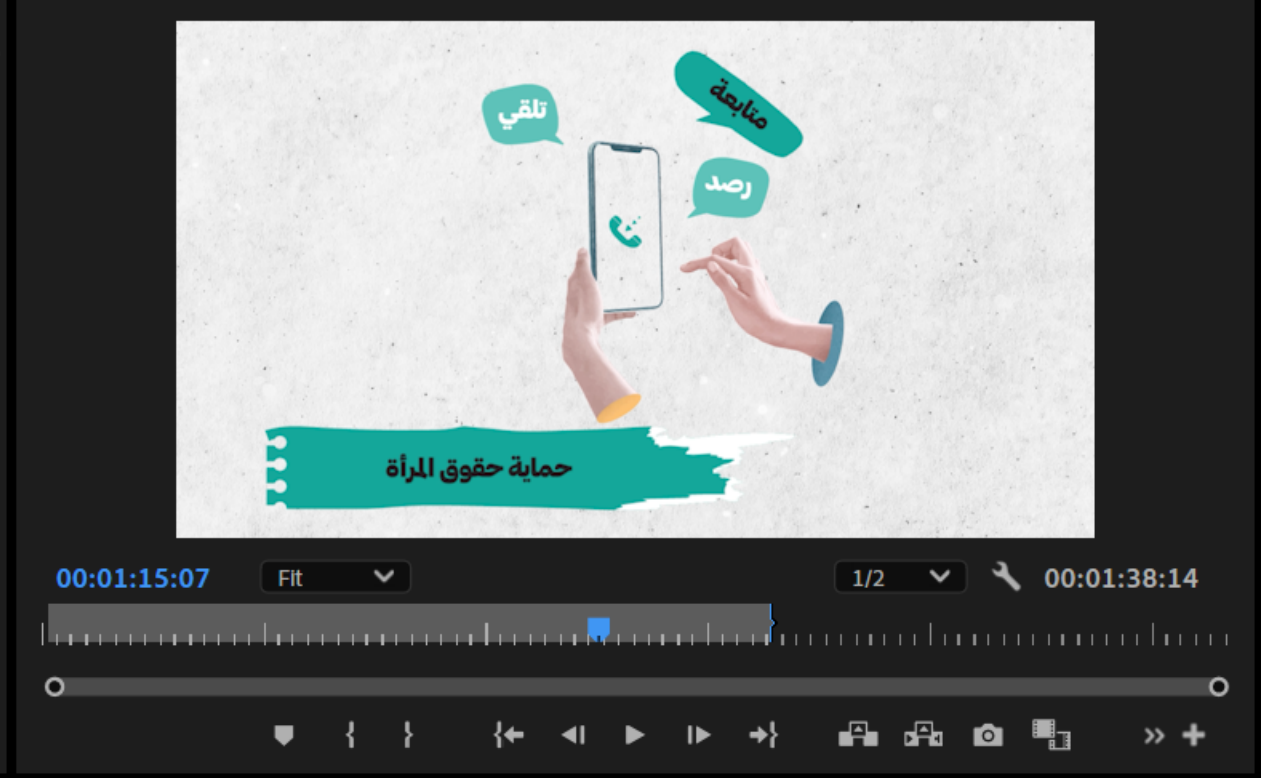 متابعة
تلقي
رصد
حماية حقوق المرأة
00:01:15:07
Fit
1/2
00:01:38:14